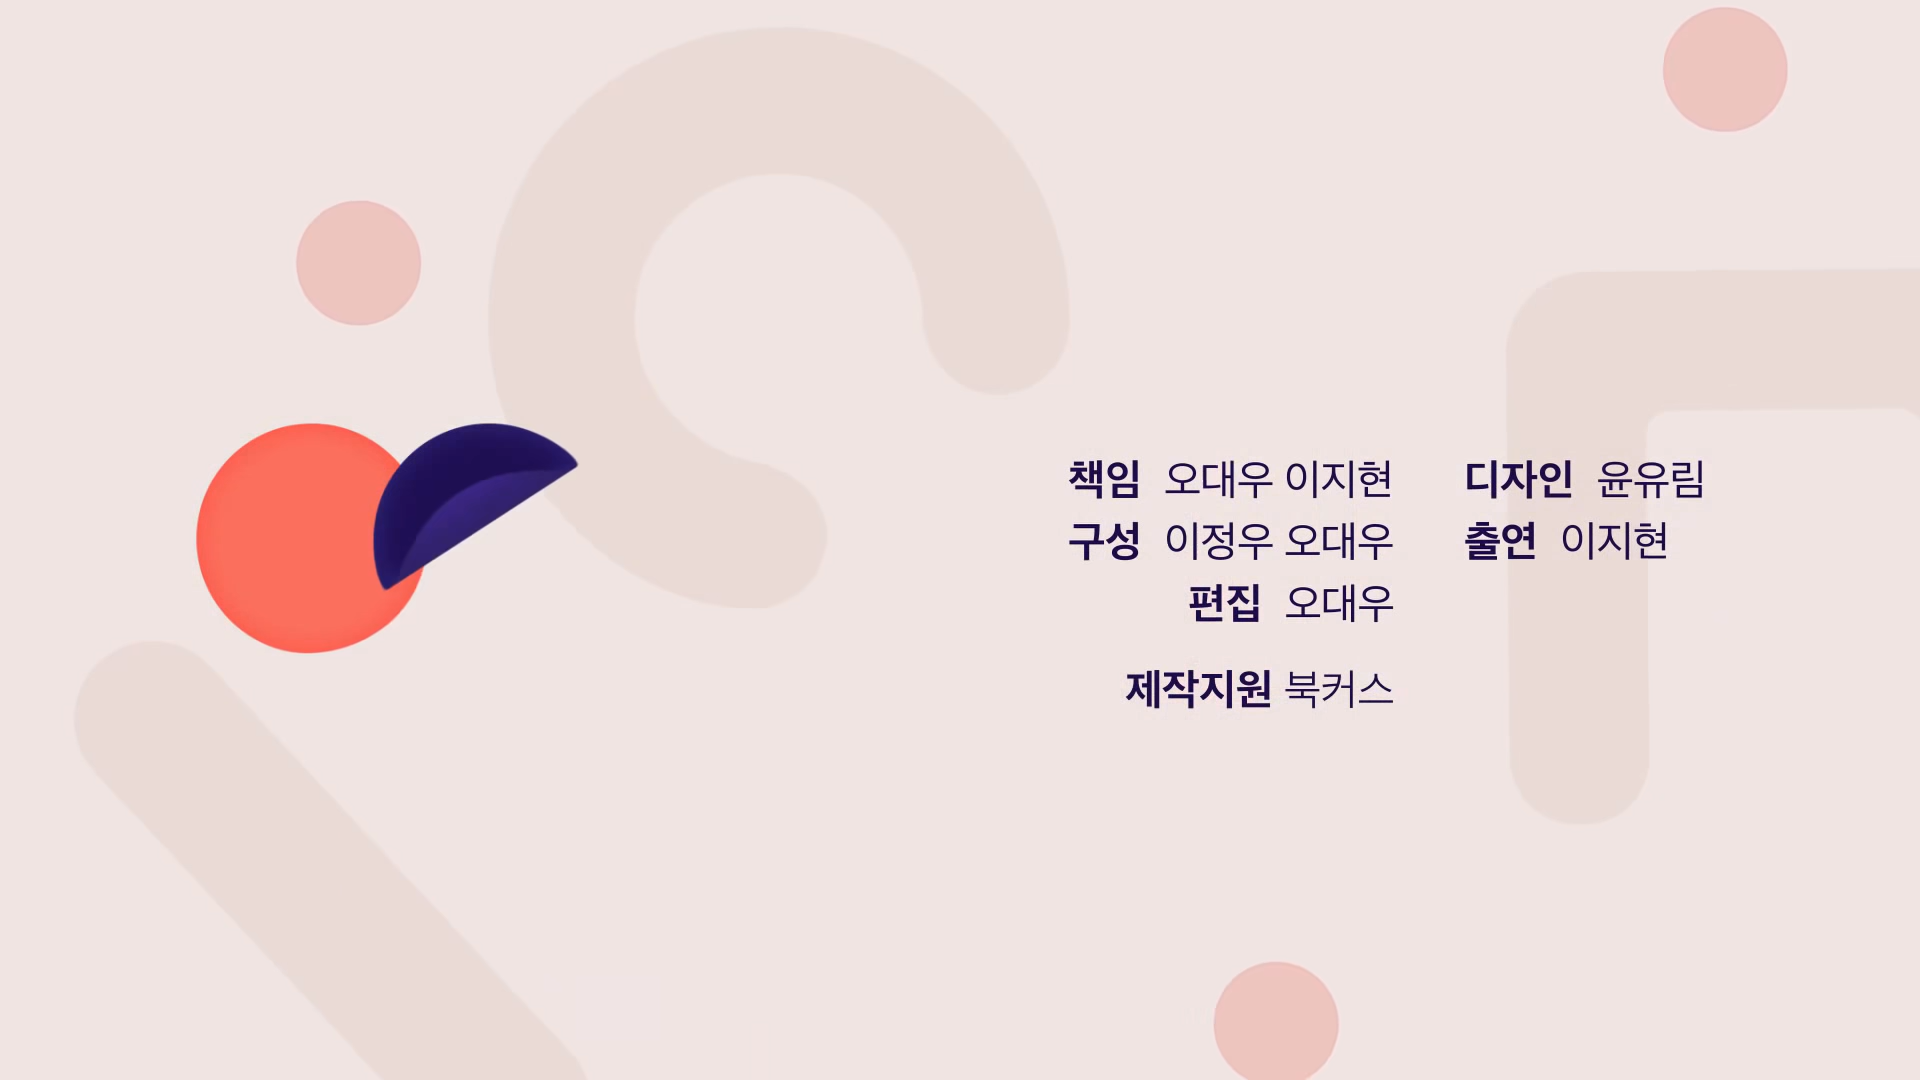 책임 오대우 이지현
구성 이정우 오대우
편집 오대우
제작지원 북커스
디자인 윤유림
출연 이지현